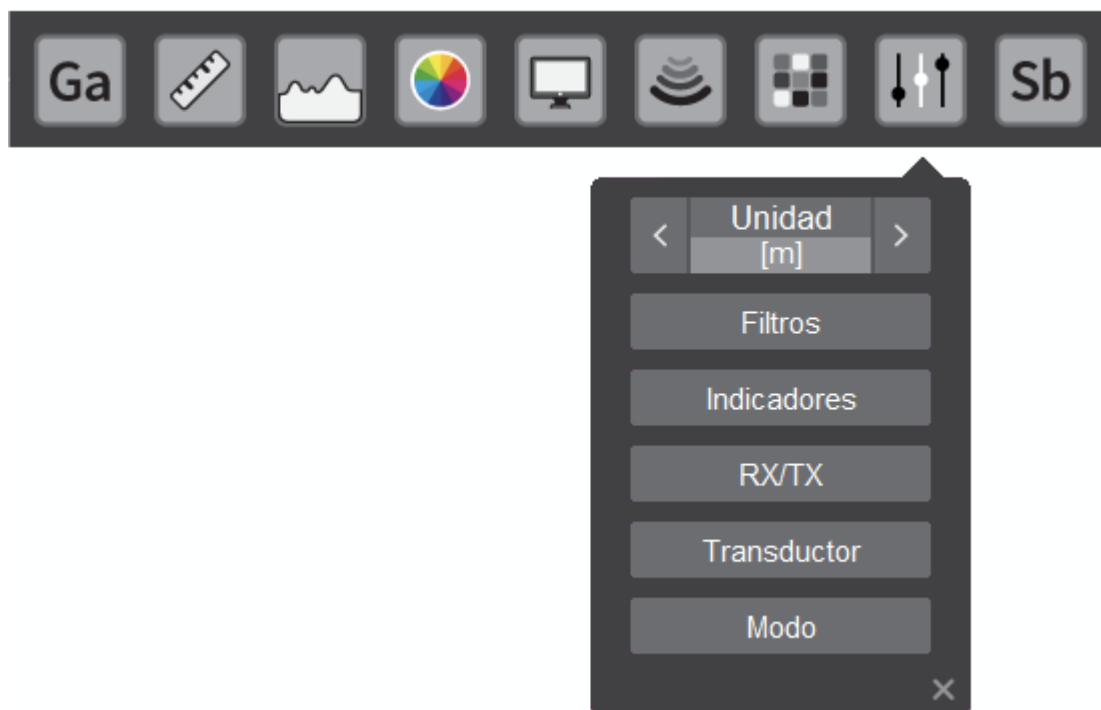 Ga
Sb
Unidad
[m]
Filtros
Indicadores
RX/TX
Transductor
Modo